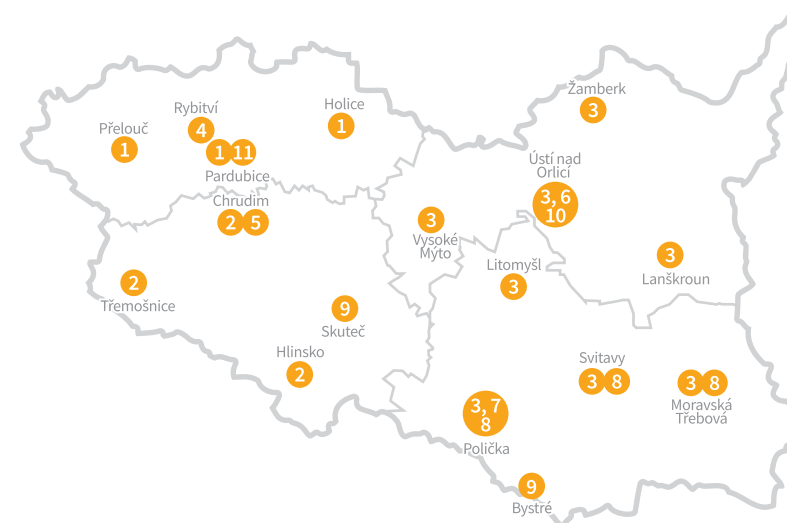 Žamberk
3
Rybitví
4
Holice
1
Přelouč
1
1 11
Pardubice
Ústí nad
Orlicí
3, 6
10
Chrudim
2 5
3
Vysoké
Mýto
3
Lanškroun
Litomyšl
3
2
Třemošnice
9
Skuteč
Hlinsko
2
Svitavy
3 8
3 8
Moravská
Třebová
3, 7
8
Polička
9
Bystré